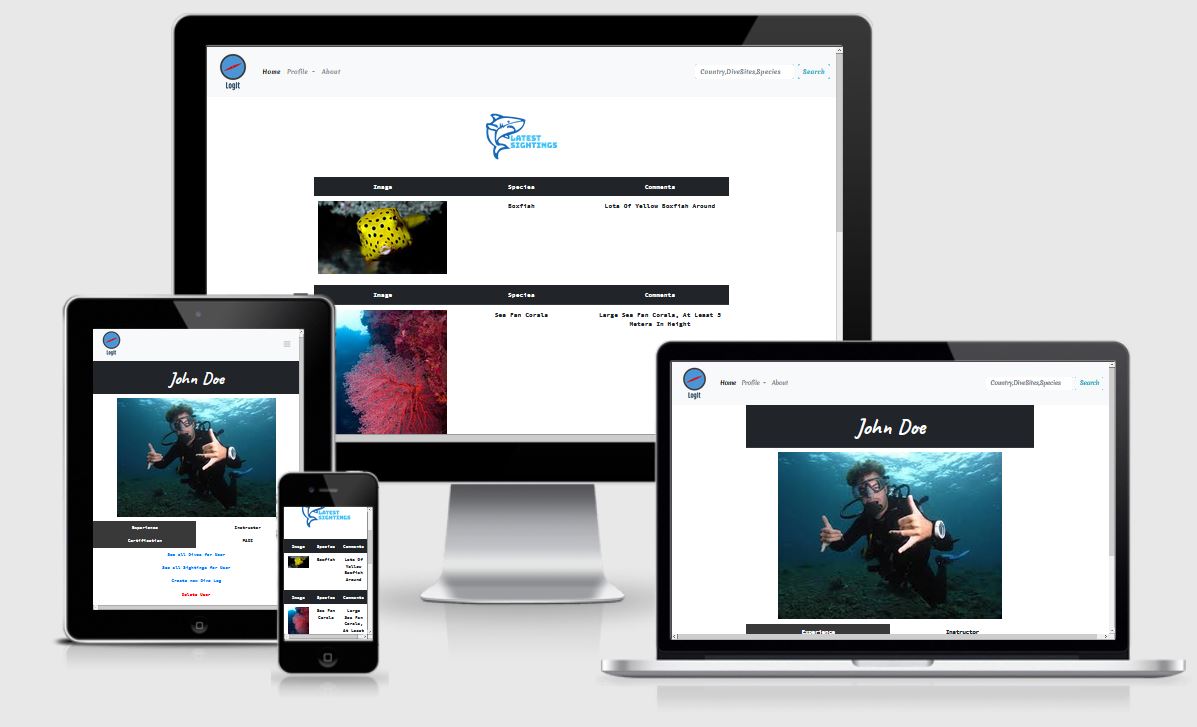 Home Profile About
Country,DiveSites,Species Search
LogIt
LATEST
SIGHTINGS
Image Species Comments
Boxfish Lots Of Yellow Boxfish Around
Image Species Comments
Sea Fan Corals Large Sea Fan Corals, At Least 5
Meters In Height
LogIt
John Doe
Experience Instructor
Certification PADI
See all Dives for User
See all Sightings for User
Create new Dive Log
Delete User
LATEST
SIGHTINGS
Image Species Comments
Boxfish Lots Of
Yellow
Boxfish
Around
Image Species Comments
Sea Fan Large
Corals Sea Fan
Corals,
At Least
Home Profile About
Country,DiveSites,Species Search
LogIt
John Doe
Experience Instructor